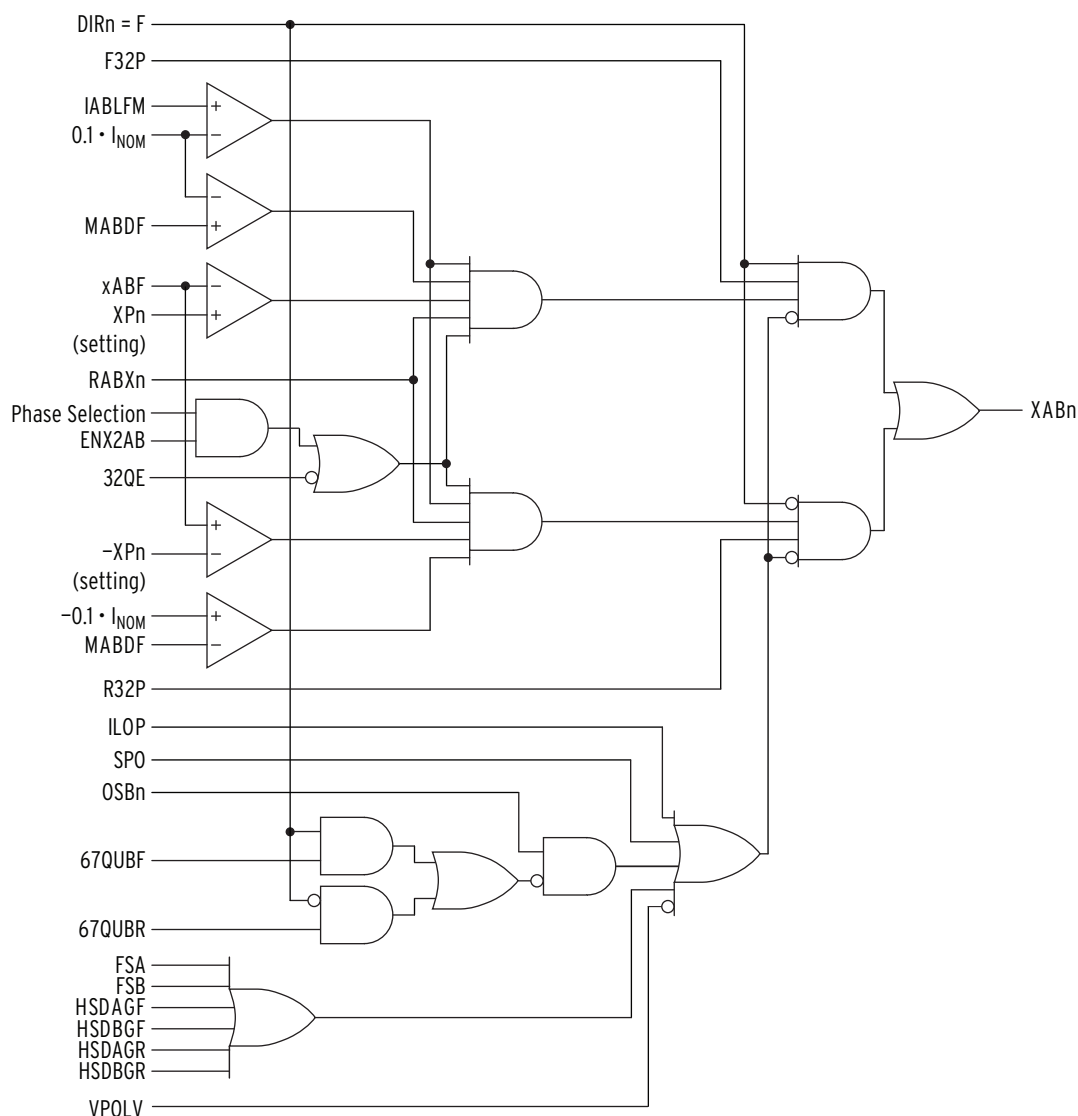 DIRn = F
F32P
IABLFM
+
0.1 • INOM
−
−
MABDF
+
xABF
−
XPn
+
(setting)
RABXn
Phase Selection
ENX2AB
32QE
XABn
+
−XPn
−
(setting)
−0.1 • INOM
+
MABDF
−
R32P
ILOP
SPO
OSBn
67QUBF
67QUBR
FSA
FSB
HSDAGF
HSDBGF
HSDAGR
HSDBGR
VPOLV